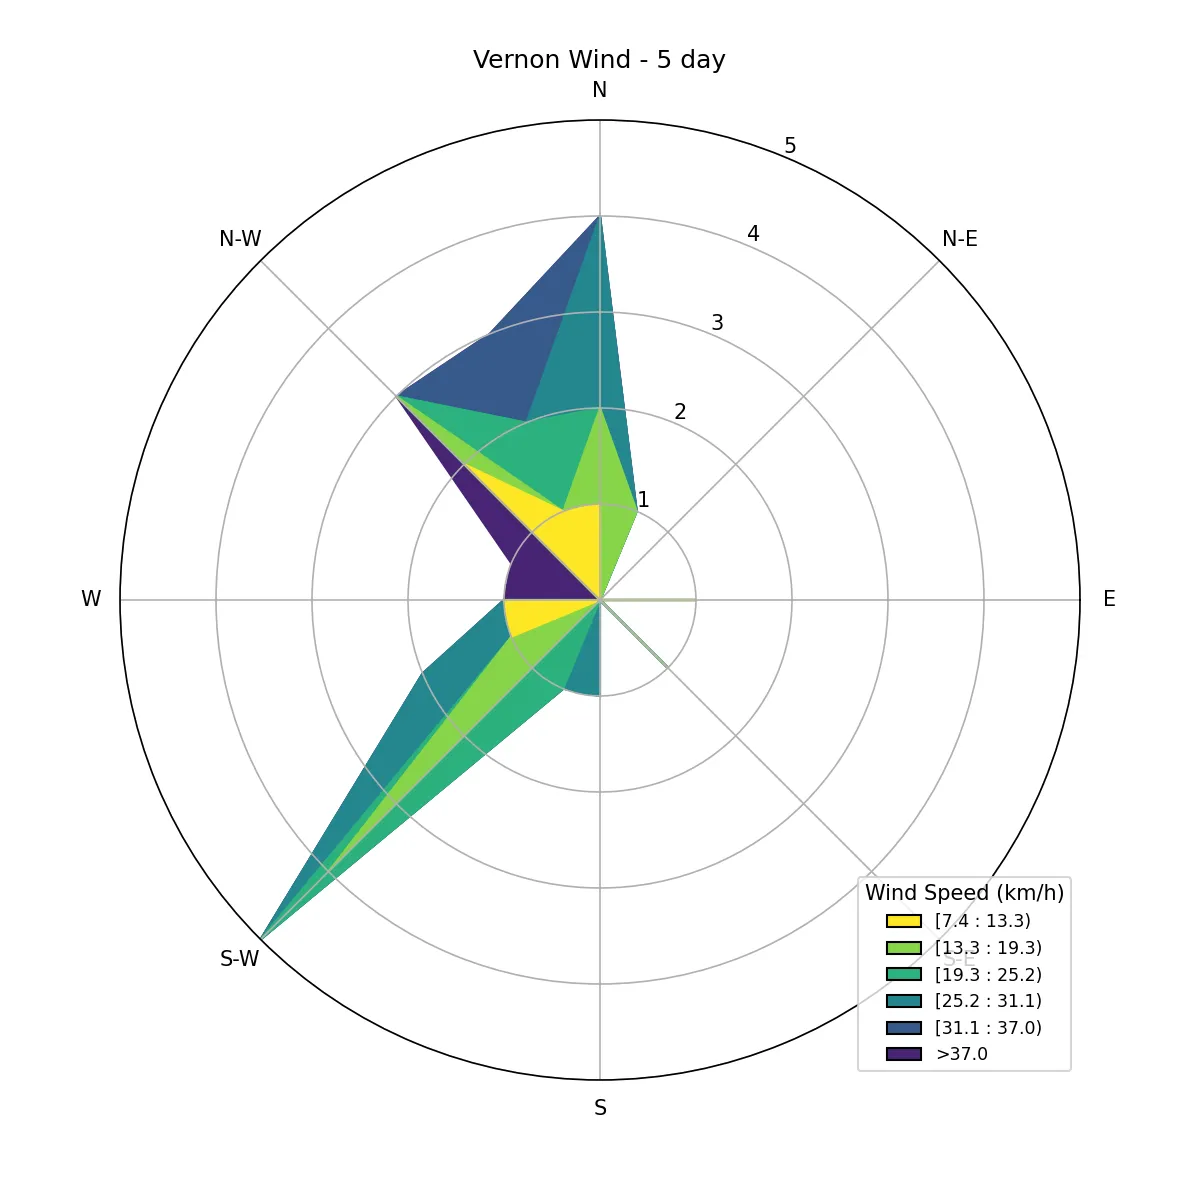 Vernon Wind - 5 day
N
5
N-W
N-E
4
3
2
1
W
E
S-W
S-E
S
Wind Speed (km/h)
[7.4 : 13.3)
[13.3 : 19.3)
[19.3 : 25.2)
[25.2 : 31.1)
[31.1 : 37.0)
>37.0